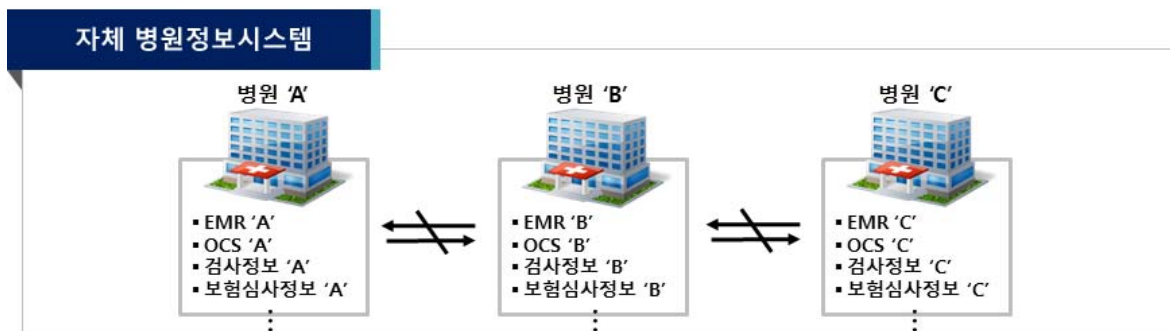 자체 병원정보시스템
병원 ‘A’
병원 ‘B’
병원 ‘C’
▪ EMR ‘A’
▪ OCS ‘A’
▪ 검사정보 ‘A’
▪ 보험심사정보 ‘A’
▪ EMR ‘B’
▪ OCS ‘B’
▪ 검사정보 ‘B’
▪ 보험심사정보 ‘B’
▪ EMR ‘C’
▪ OCS ‘C’
▪ 검사정보 ‘C’
▪ 보험심사정보 ‘C’